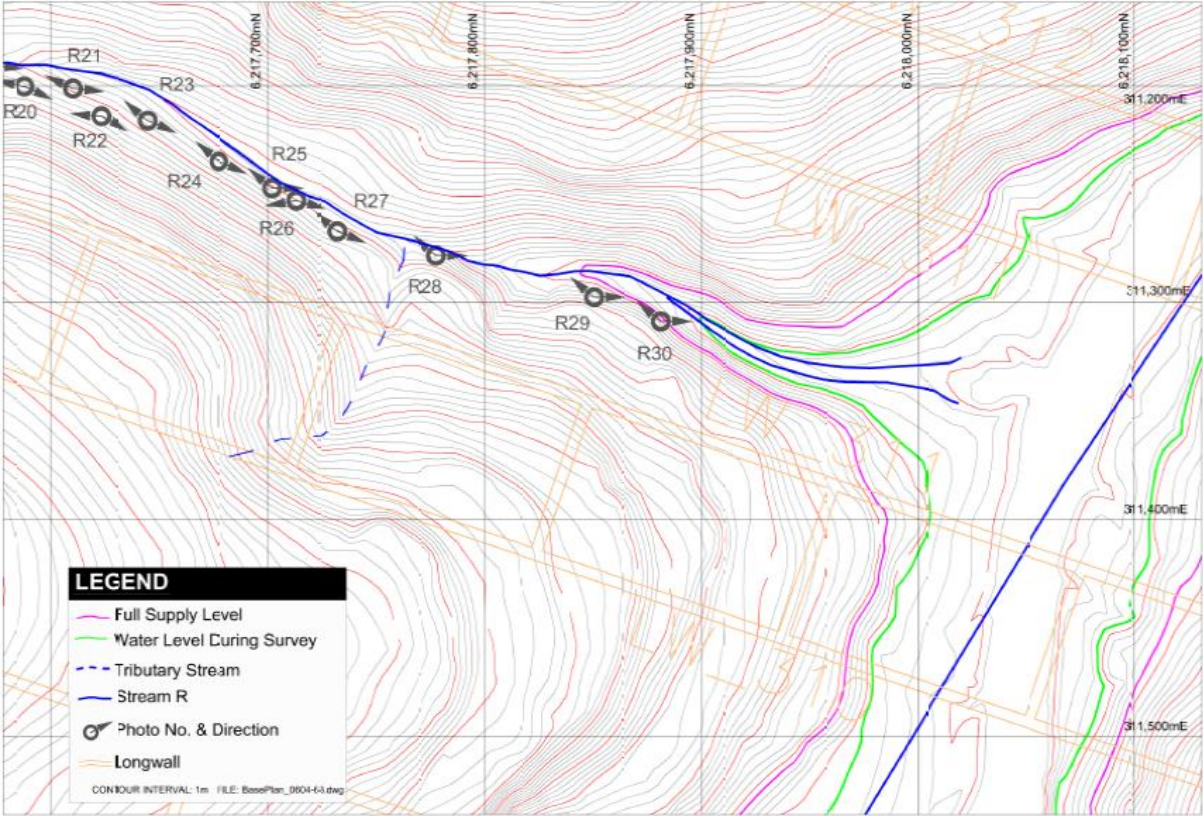 6,217,700mN
6,217,800mN
6,217,900mN
6,218,000mN
6,218,100mN
R21
R23
R20
R22
311,200mE
R25
R24
R27
R26
R28
311,300mE
R29
R30
311,400mE
311,500mE
LEGEND
Full Supply Level
Water Level During Survey
Tributary Stream
Stream R
Photo No. & Direction
Longwall
CONTOUR INTERVAL: 1m FILE: BasePlan_0604-6